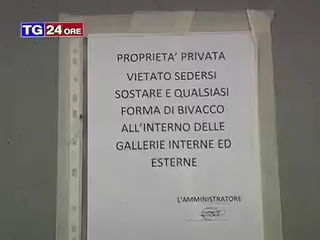 TG24ORE
PROPRIETA' PRIVATA
VIETATO SEDERSI
SOSTARE E QUALSIASI
FORMA DI BIVACCO
ALL'INTERNO DELLE
GALLERIE INTERNE ED
ESTERNE
L'AMMINISTRATORE